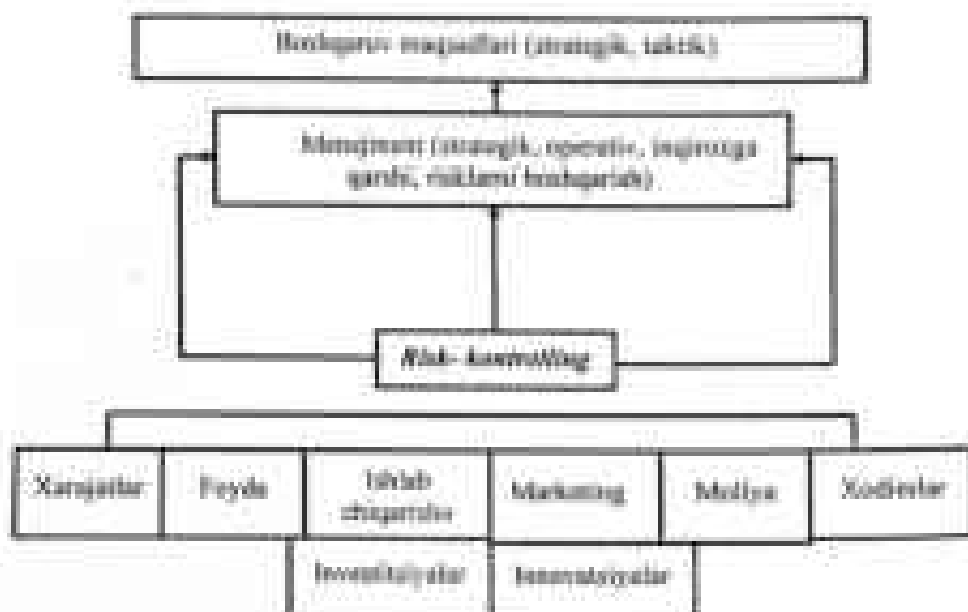 Boshqaruv maqsadlari (strategik, taktik)
Menejment (strategik, operativ, inqirozga
qarshi, risklarni boshqarish)
Risk- kontrolling
Xarajatlar
Foyda
Ishlab
chiqarish
Marketing
Moliya
Xodimlar
Investitsiyalar
Innovatsiyalar